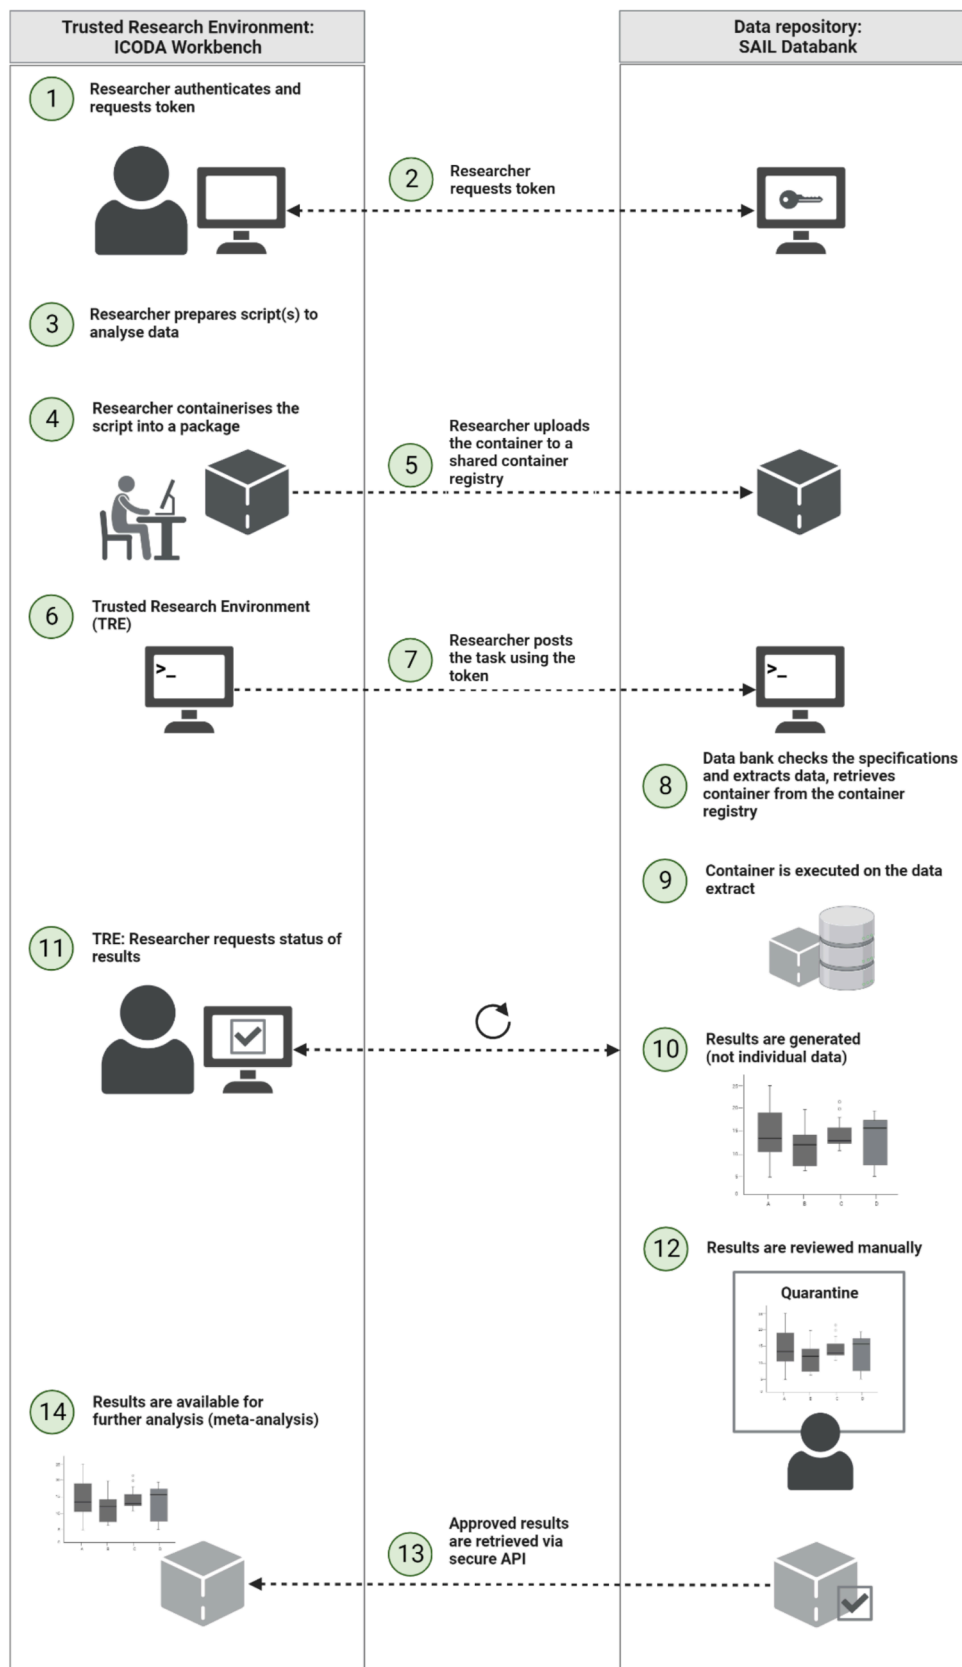 Trusted Research Environment:
ICODA Workbench
Data repository:
SAIL Databank
1
Researcher authenticates and
requests token
2
Researcher
requests token
3
Researcher prepares script(s) to
analyse data
4
Researcher containerises the
script into a package
5
Researcher uploads
the container to a
shared container
registry
6
Trusted Research Environment
(TRE)
>_
7
Researcher posts
the task using the
token
>_
8
Data bank checks the specifications
and extracts data, retrieves
container from the container
registry
9
Container is executed on the data
extract
11
TRE: Researcher requests status of
results
10
Results are generated
(not individual data)
25
20
15
10
5
0
A B C D
12
Results are reviewed manually
Quarantine
A B C D
14
Results are available for
further analysis (meta-analysis)
A B C D
13
Approved results
are retrieved via
secure API